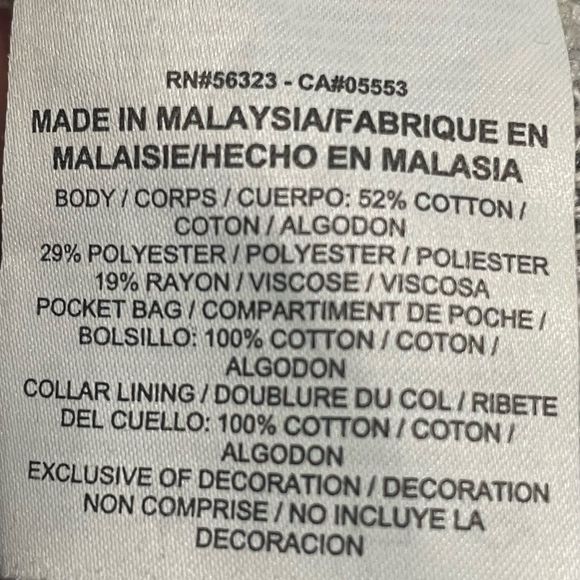 RN#56323 - CA#05553
MADE IN MALAYSIA/FABRIQUE EN
MALAISIE/HECHO EN MALASIA
BODY / CORPS / CUERPO: 52% COTTON /
COTON / ALGODON
29% POLYESTER / POLYESTER / POLIESTER
19% RAYON / VISCOSE / VISCOSA
POCKET BAG / COMPARTIMENT DE POCHE /
BOLSILLO: 100% COTTON / COTON /
ALGODON
COLLAR LINING / DOUBLURE DU COL / RIBETE
DEL CUELLO: 100% COTTON / COTON /
ALGODON
EXCLUSIVE OF DECORATION / DECORATION
NON COMPRISE / NO INCLUYE LA
DECORACION